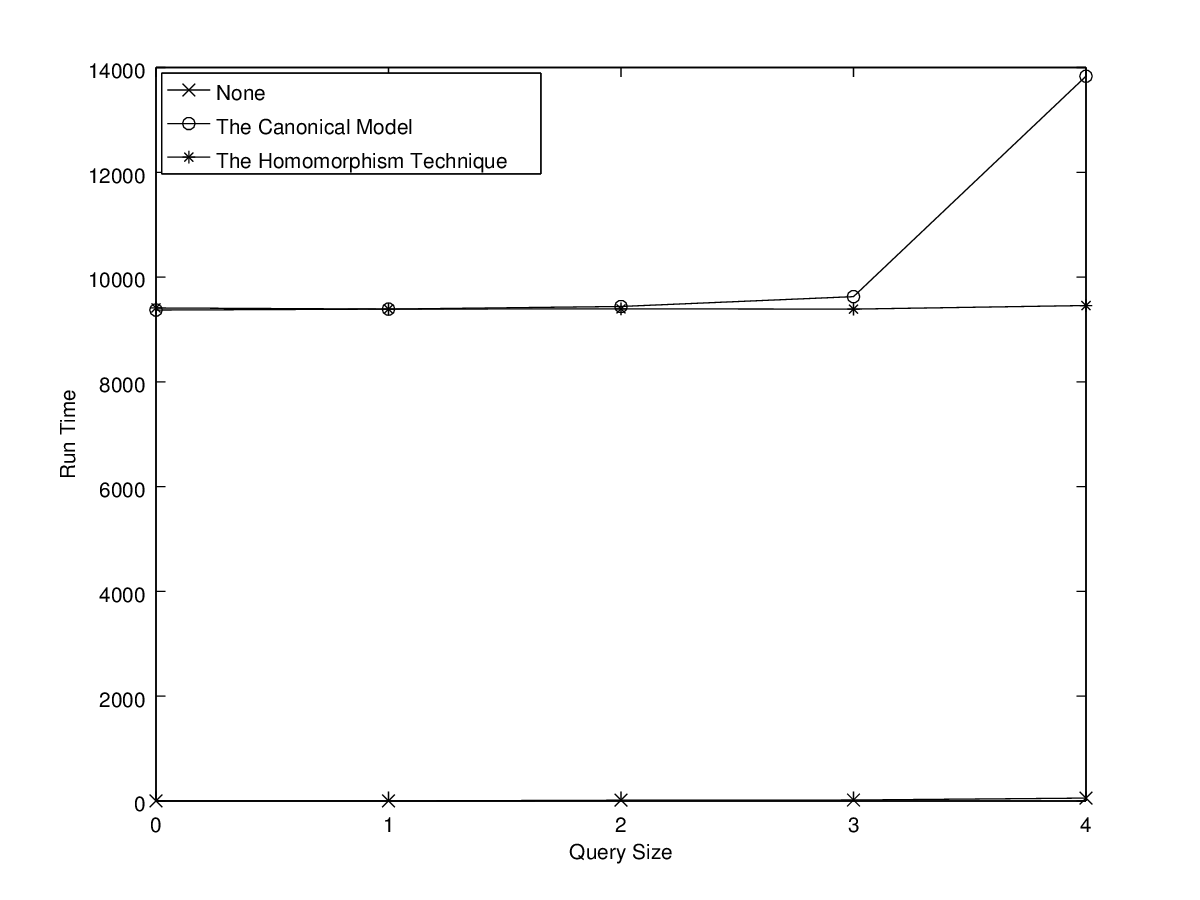 14000
12000
10000
8000
6000
4000
2000
0
Run Time
None
The Canonical Model
The Homomorphism Technique
0 1 2 3 4
Query Size